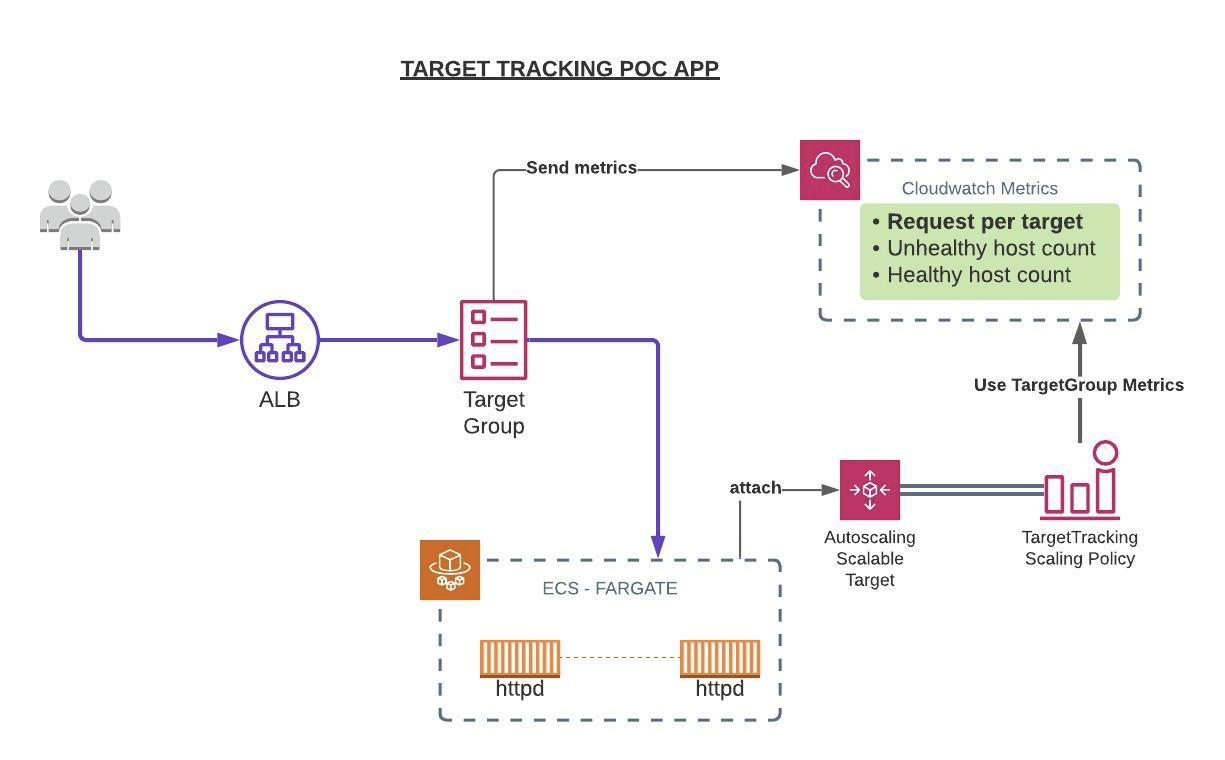 TARGET TRACKING POC APP
Send metrics
Cloudwatch Metrics
• Request per target
• Unhealthy host count
• Healthy host count
ALB
Target
Group
Use TargetGroup Metrics
attach
Autoscaling
Scalable
Target
TargetTracking
Scaling Policy
ECS - FARGATE
httpd
httpd